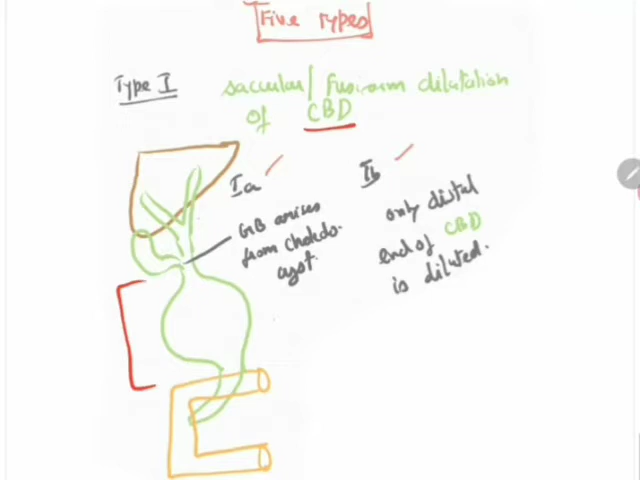 Five Types
Type I
saccular/ fusiform dilatation
of CBD
Ia
GB arises
from choledo-
cyst.
Ib
only distal
end of CBD
is diluted.